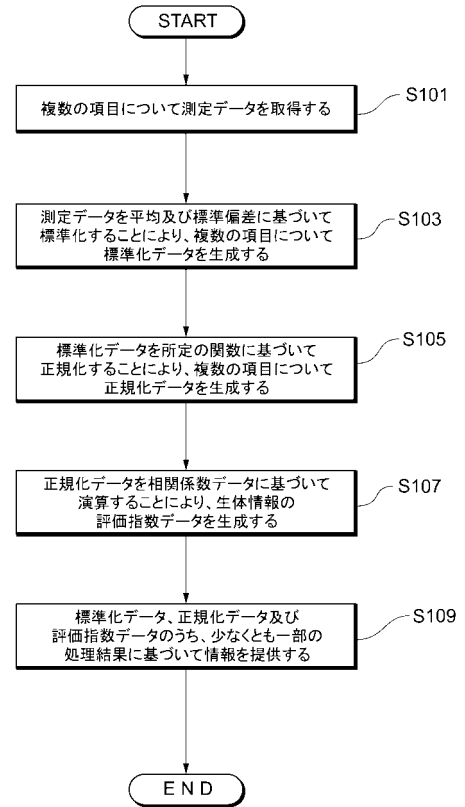 START
複数の項目について測定データを取得する
S101
測定データを平均及び標準偏差に基づいて
標準化することにより、複数の項目について
標準化データを生成する
S103
標準化データを所定の関数に基づいて
正規化することにより、複数の項目について
正規化データを生成する
S105
正規化データを相関係数データに基づいて
演算することにより、生体情報の
評価指数データを生成する
S107
標準化データ、正規化データ及び
評価指数データのうち、少なくとも一部の
処理結果に基づいて情報を提供する
S109
END